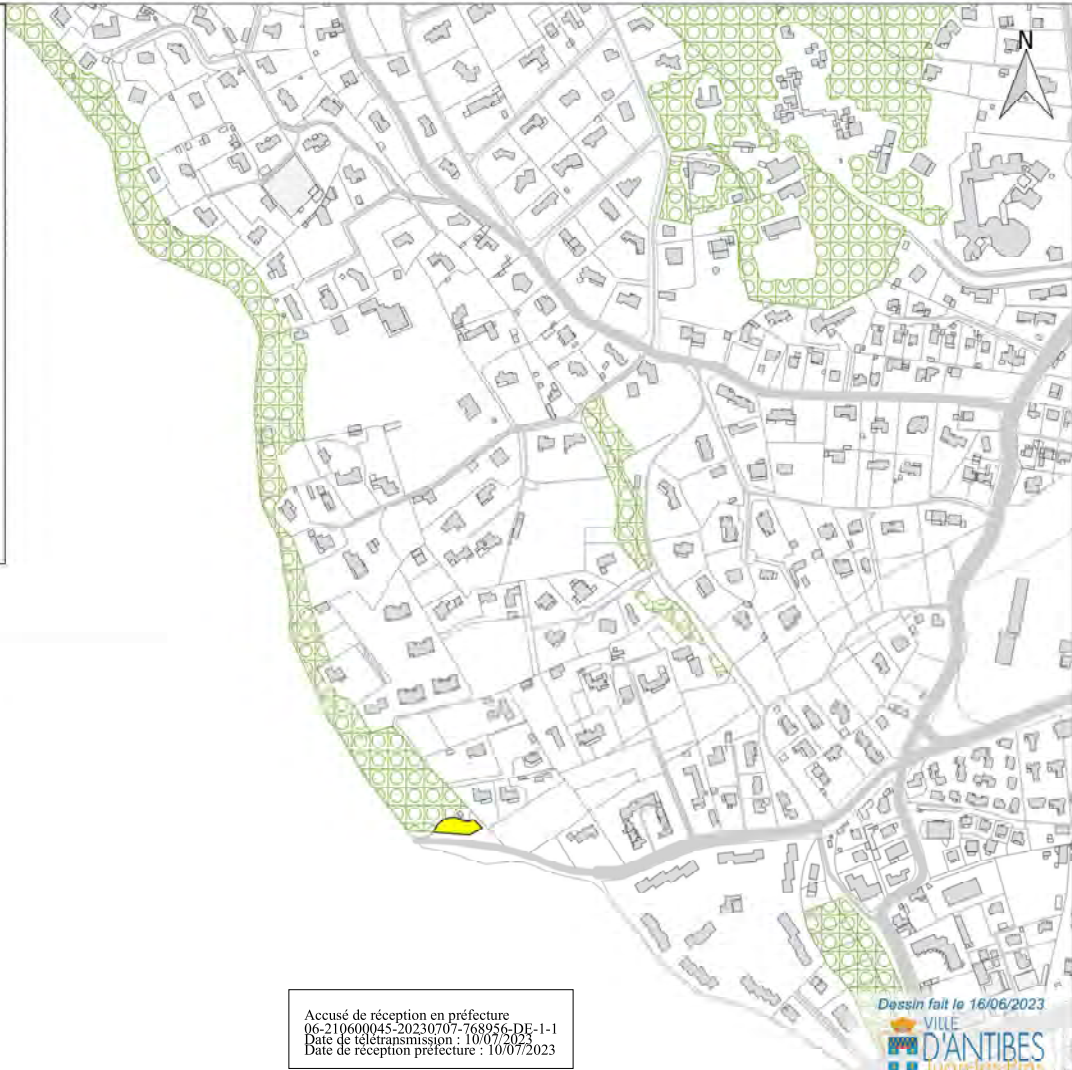 N
Accusé de réception en préfecture
06-210600045-20230707-768956-DE-1-1
Date de télétransmission : 10/07/2023
Date de réception préfecture : 10/07/2023
Dessin fait le 16/06/2023
VILLE
D'ANTIBES